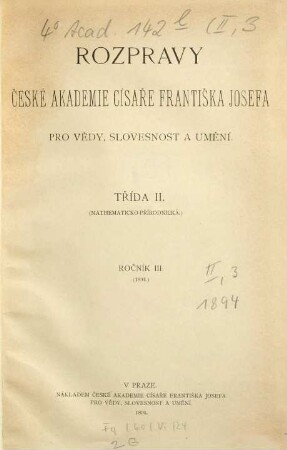 4° Acad. 142 l (II, 3
ROZPRAVY
ČESKÉ AKADEMIE CÍSAŘE FRANTIŠKA JOSEFA
PRO VĚDY, SLOVESNOST A UMĚNÍ.
TŘÍDA II.
(MATHEMATICKO-PŘÍRODNICKÁ.)
ROČNÍK III
(1894.)
II, 3
1894
V PRAZE.
NÁKLADEM ČESKÉ AKADEMIE CÍSAŘE FRANTIŠKA JOSEFA
PRO VĚDY, SLOVESNOST A UMĚNÍ.